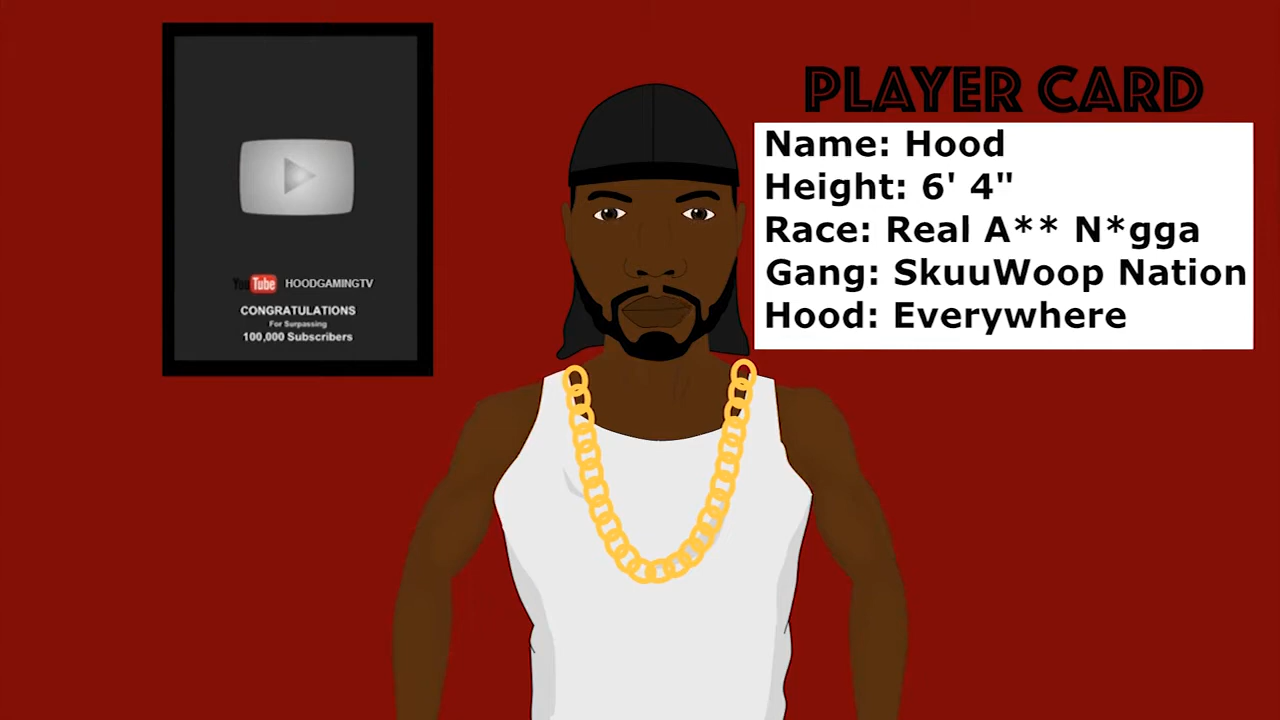 PLAYER CARD
Name: Hood
Height: 6' 4"
Race: Real A** N*gga
Gang: SkuuWoop Nation
Hood: Everywhere
YouTube HOODGAMINGTV
CONGRATULATIONS
For Surpassing
100,000 Subscribers